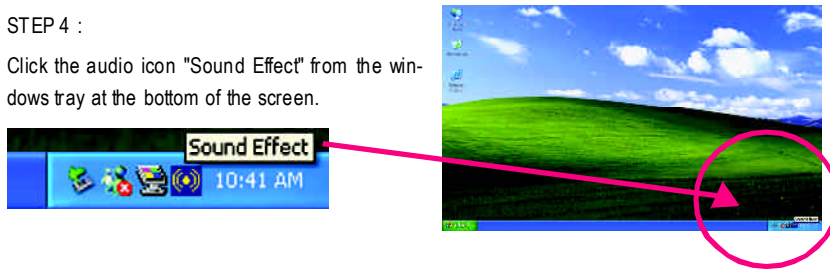 STEP 4 :
Click the audio icon "Sound Effect" from the win-
dows tray at the bottom of the screen.
Sound Effect
10:41 AM